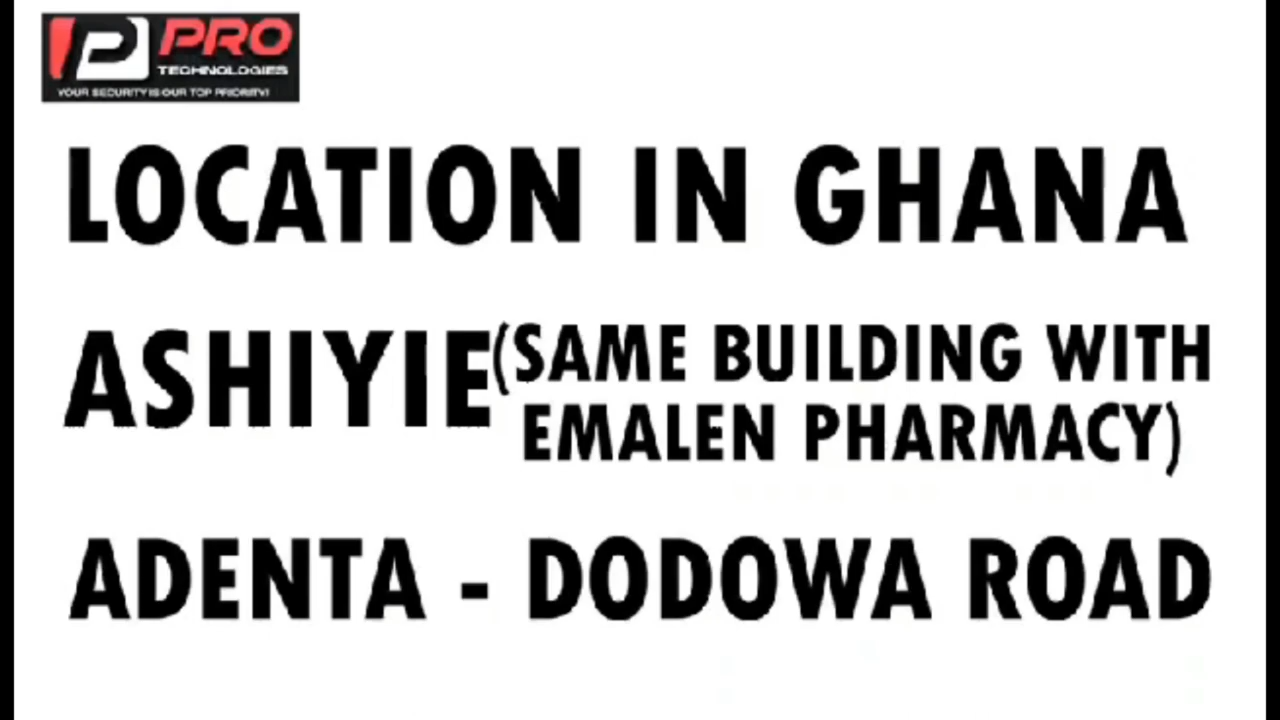 PRO
TECHNOLOGIES
YOUR SECURITY IS OUR TOP PRIORITY!
LOCATION IN GHANA
ASHIYIE (SAME BUILDING WITH
EMALEN PHARMACY)
ADENTA - DODOWA ROAD